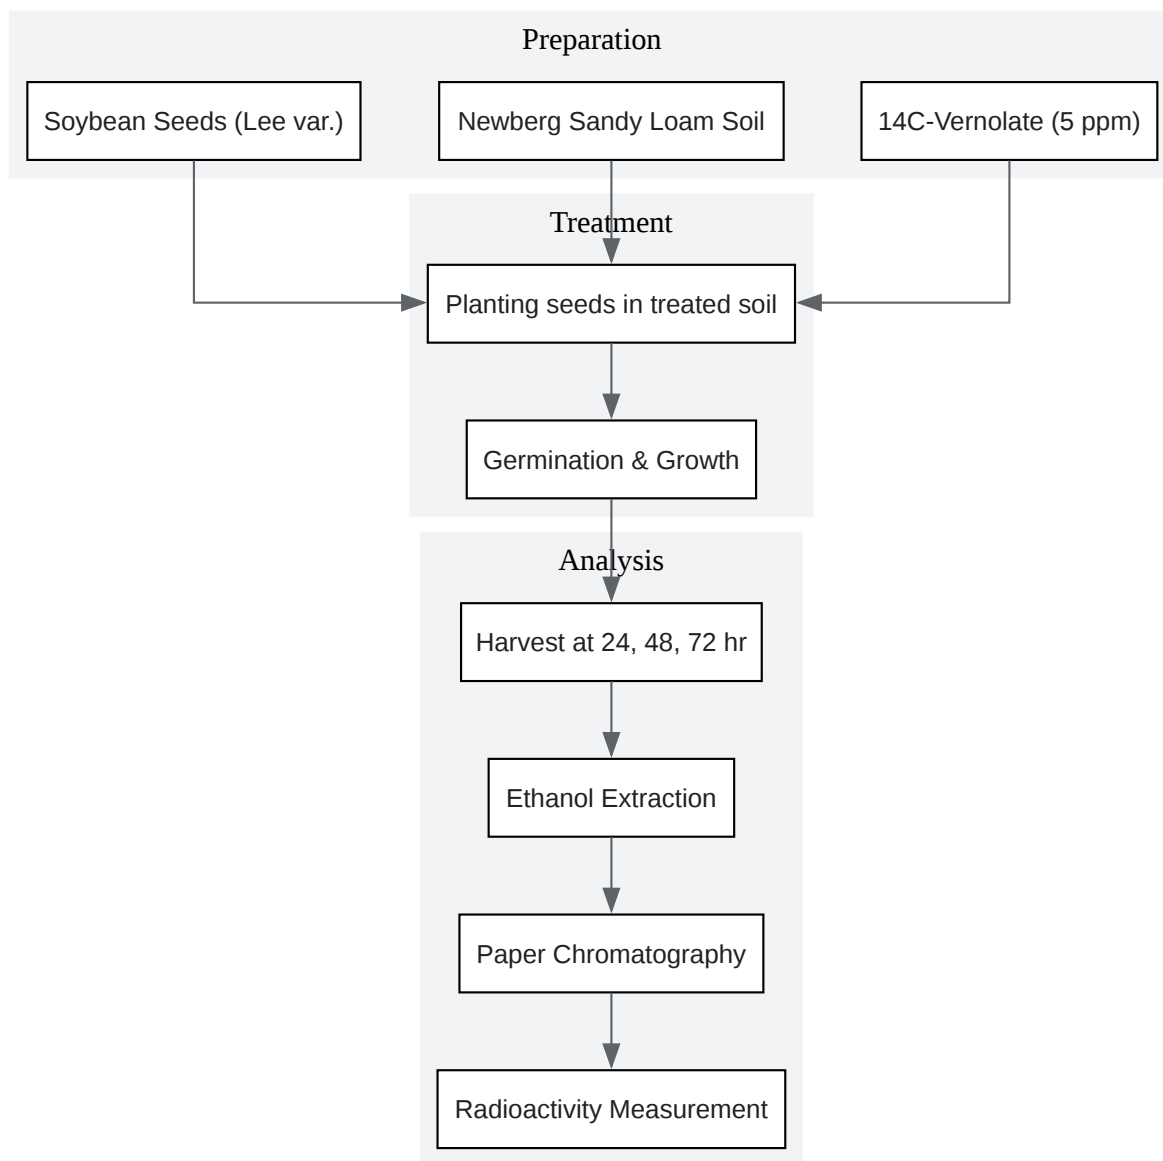 Preparation
Soybean Seeds (Lee var.)
Newberg Sandy Loam Soil
14C-Vernolate (5 ppm)
Treatment
Planting seeds in treated soil
Germination & Growth
Analysis
Harvest at 24, 48, 72 hr
Ethanol Extraction
Paper Chromatography
Radioactivity Measurement